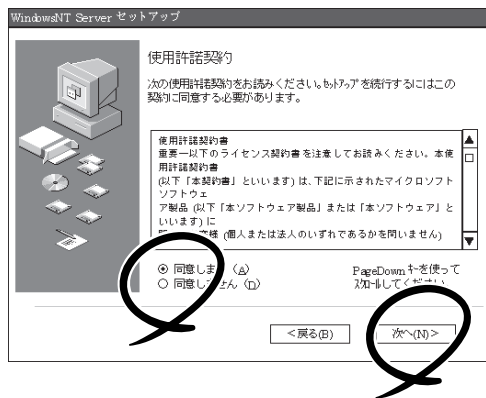 WindowsNT Server セットアップ
使用許諾契約
次の使用許諾契約をお読みください。ｾｯﾄｱｯﾌﾟを続行するにはこの
契約に同意する必要があります。
使用許諾契約書
重要－以下のライセンス契約書を注意してお読みください。本使
用許諾契約書
(以下「本契約書」といいます) は、下記に示されたマイクロソフト
ソフトウェ
ア製品 (以下「本ソフトウェア製品」または「本ソフトウェア」と
いいます) に
客様 (個人または法人のいずれであるかを問いません)
同意しま (A)
同意しません (D)
PageDown ｷｰを使って
ｽｸﾛｰﾙしてください
<戻る(B)
次へ(N)>